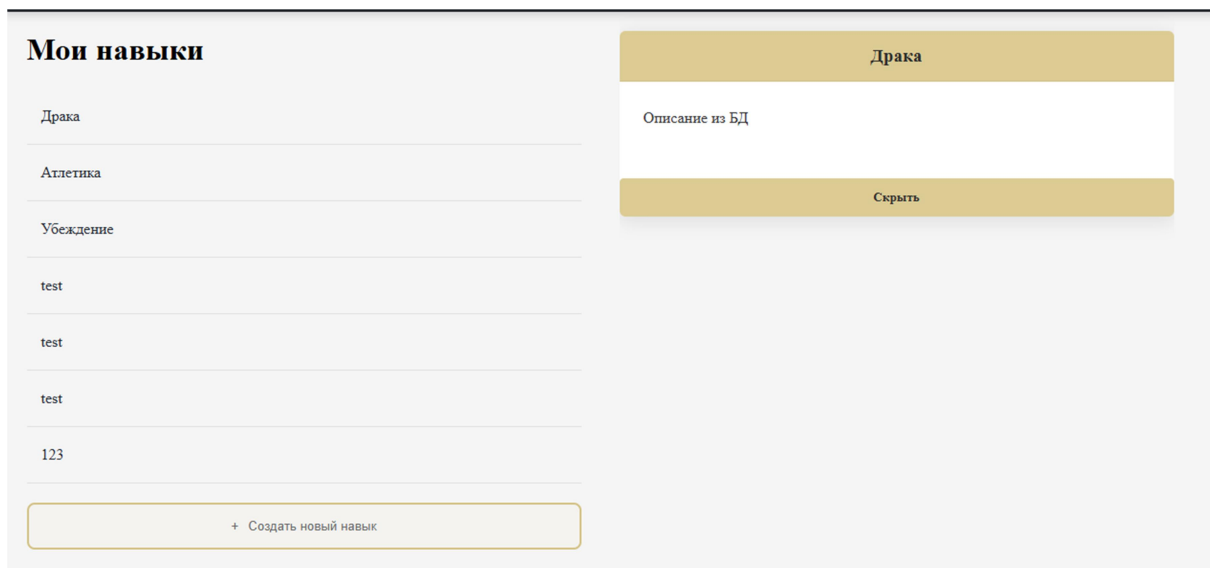 Мои навыки
Драка
Атлетика
Убеждение
test
test
test
123
+ Создать новый навык
Драка
Описание из БД
Скрыть